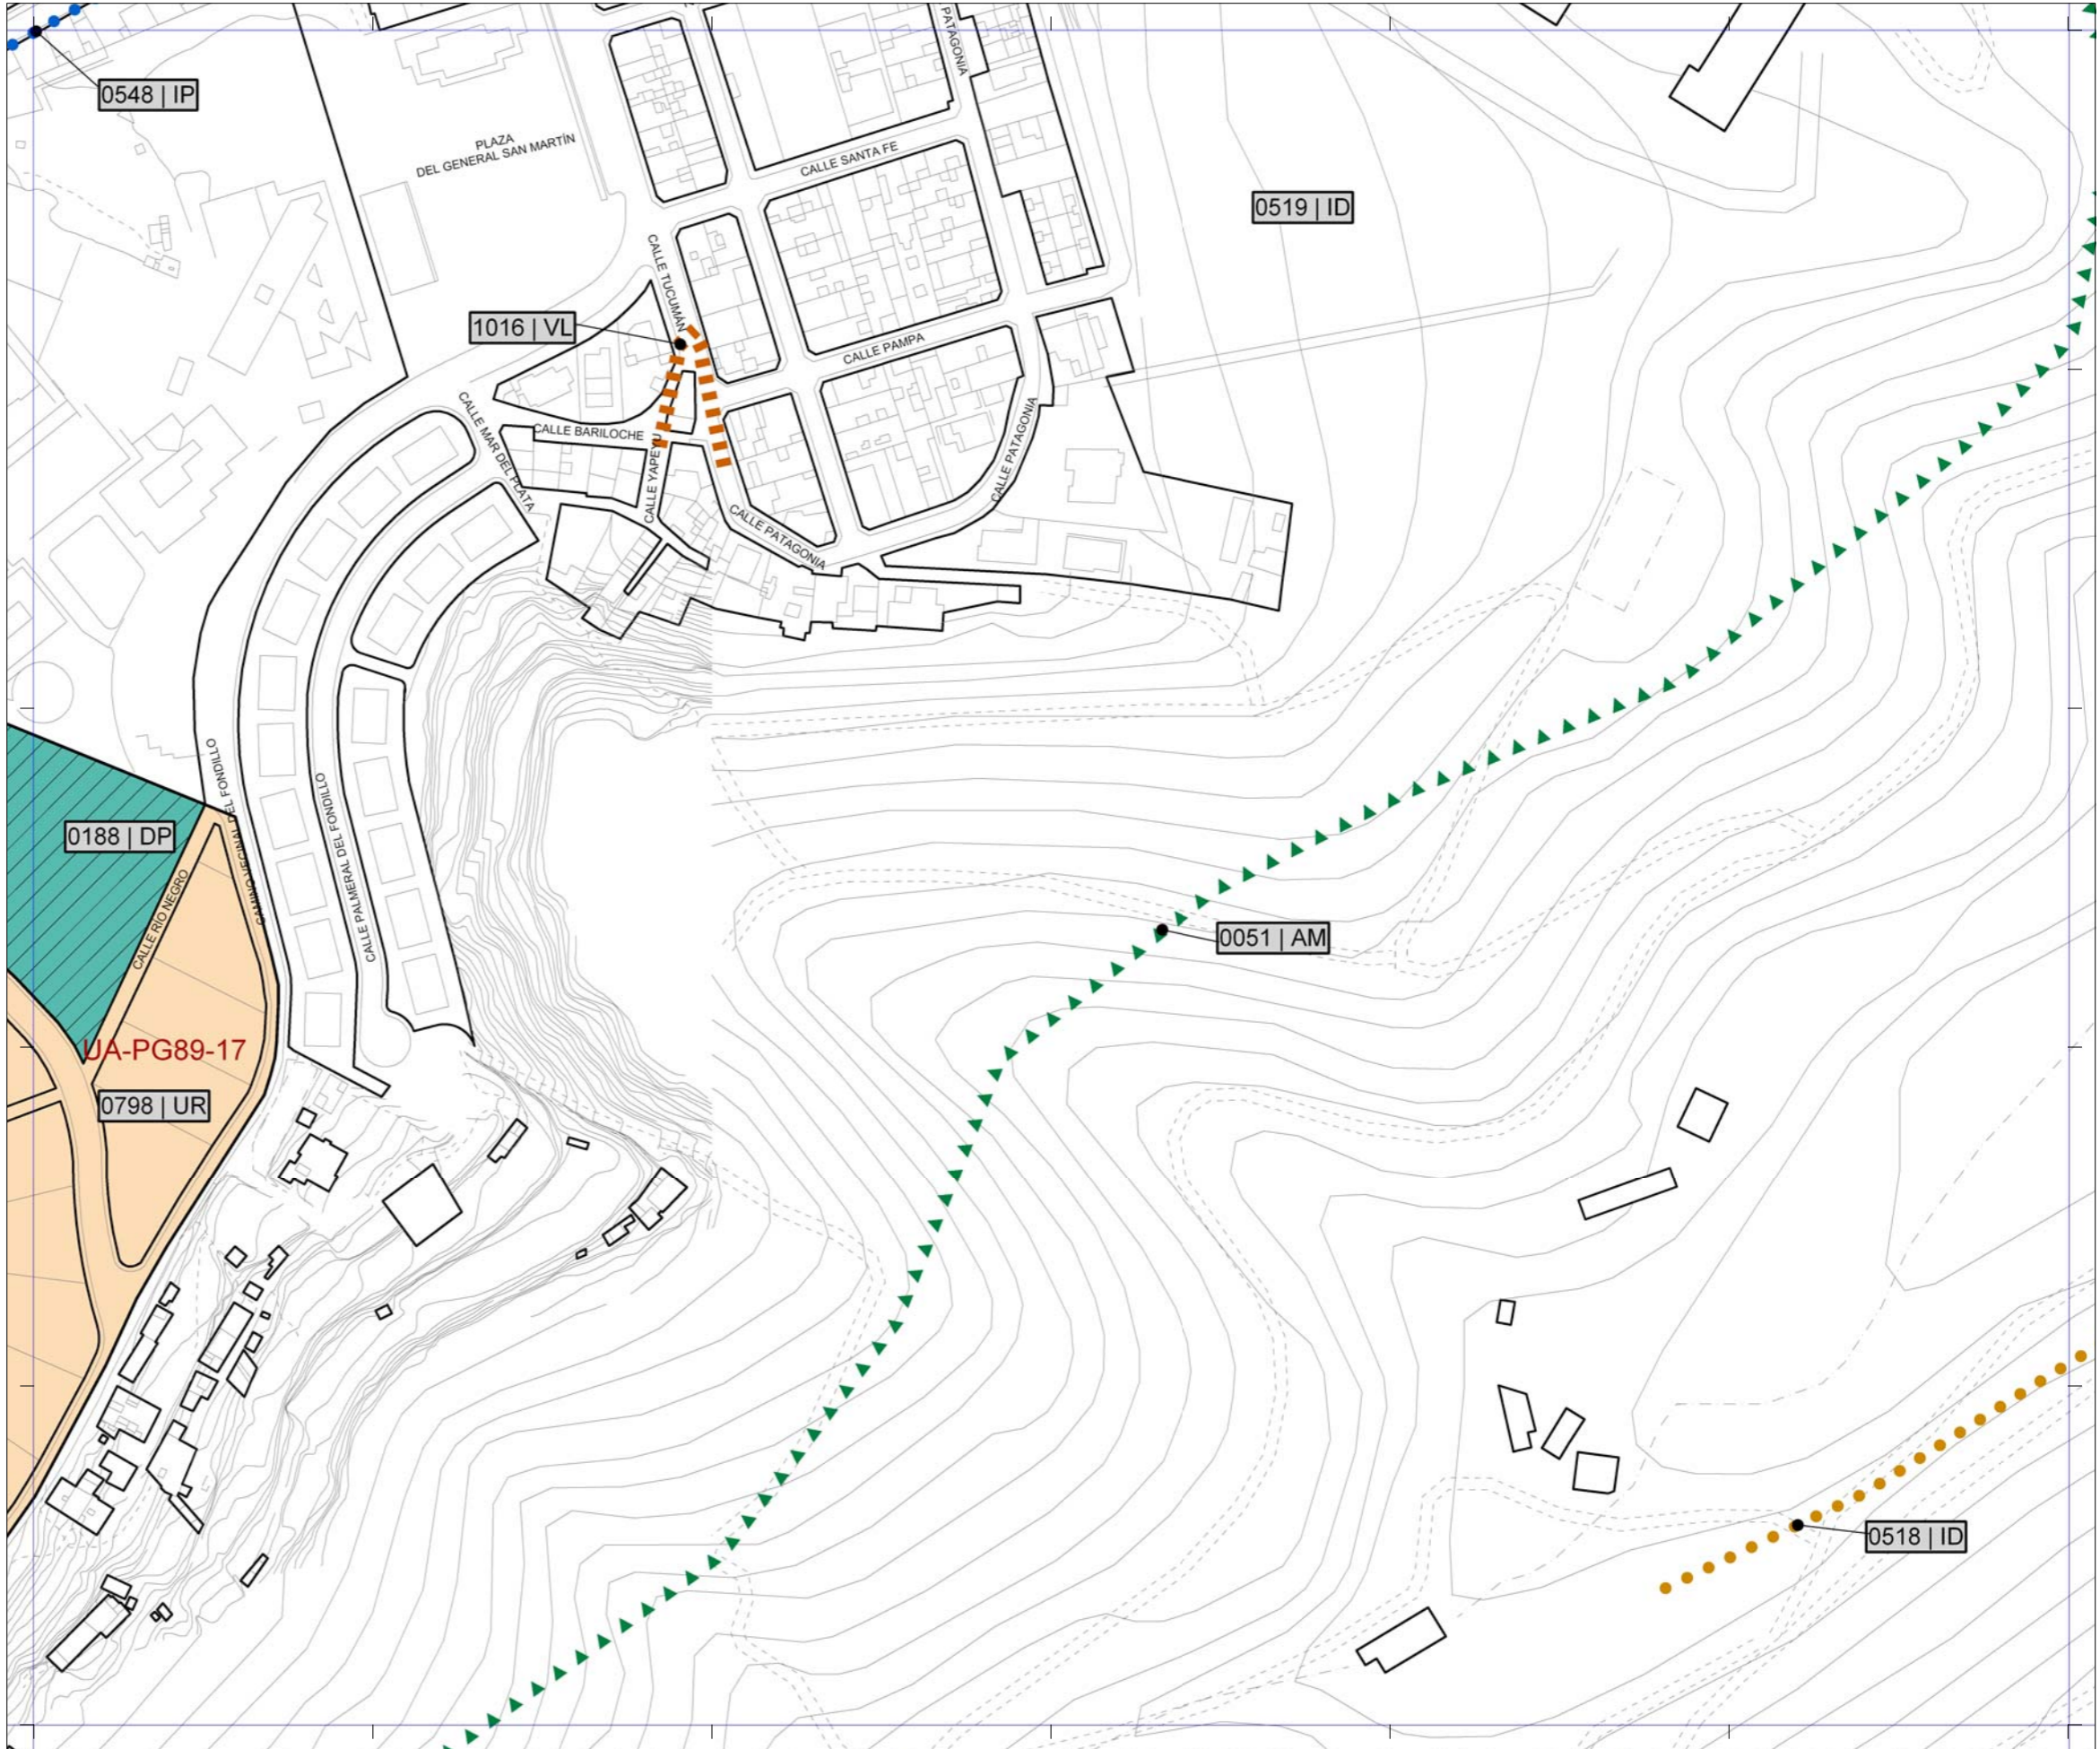 PATAGONIA
0548 | IP
PLAZA
DEL GENERAL SAN MARTÍN
CALLE SANTA FE
0519 | ID
CALLE TUCUMÁN
1016 | VL
CALLE PAMPA
CALLE MAR DEL PLATA
CALLE BARILOCHE
CALLE YAPEYU
CALLE PATAGONIA
CALLE PATAGONIA
CAMINO VECINAL DEL FONDILLO
CALLE PALMERAL DEL FONDILLO
0188 | DP
CALLE RÍO NEGRO
0051 | AM
UA-PG89-17
0798 | UR
0518 | ID